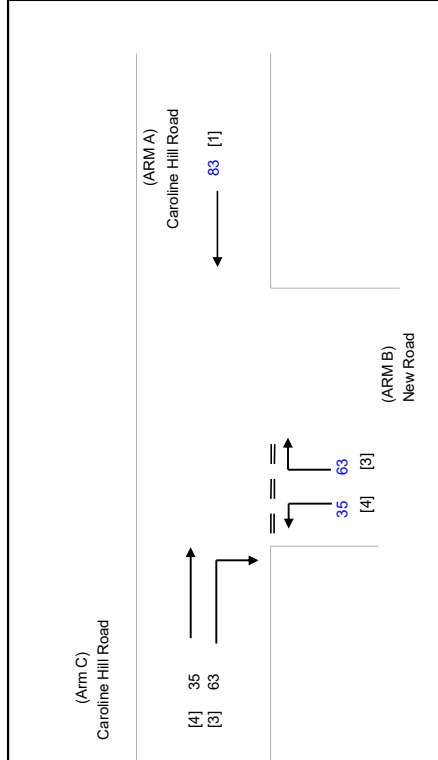 (Arm C)
Caroline Hill Road
[4] 35
[3] 63
(ARM A)
Caroline Hill Road
83 [1]
35 63
[4] [3]
(ARM B)
New Road